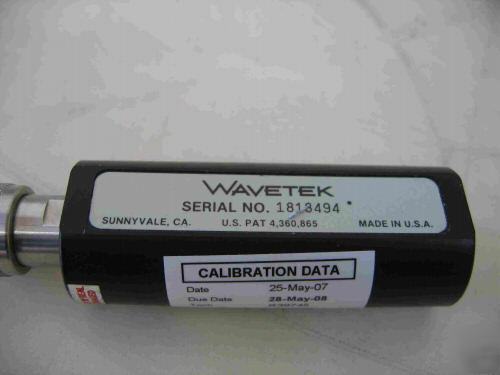 WAVETEK
SERIAL NO. 1813494 *
SUNNYVALE, CA. U.S. PAT 4,360,865 MADE IN U.S.A.
CALIBRATION DATA
Date 25-May-07
Due Date 28-May-08